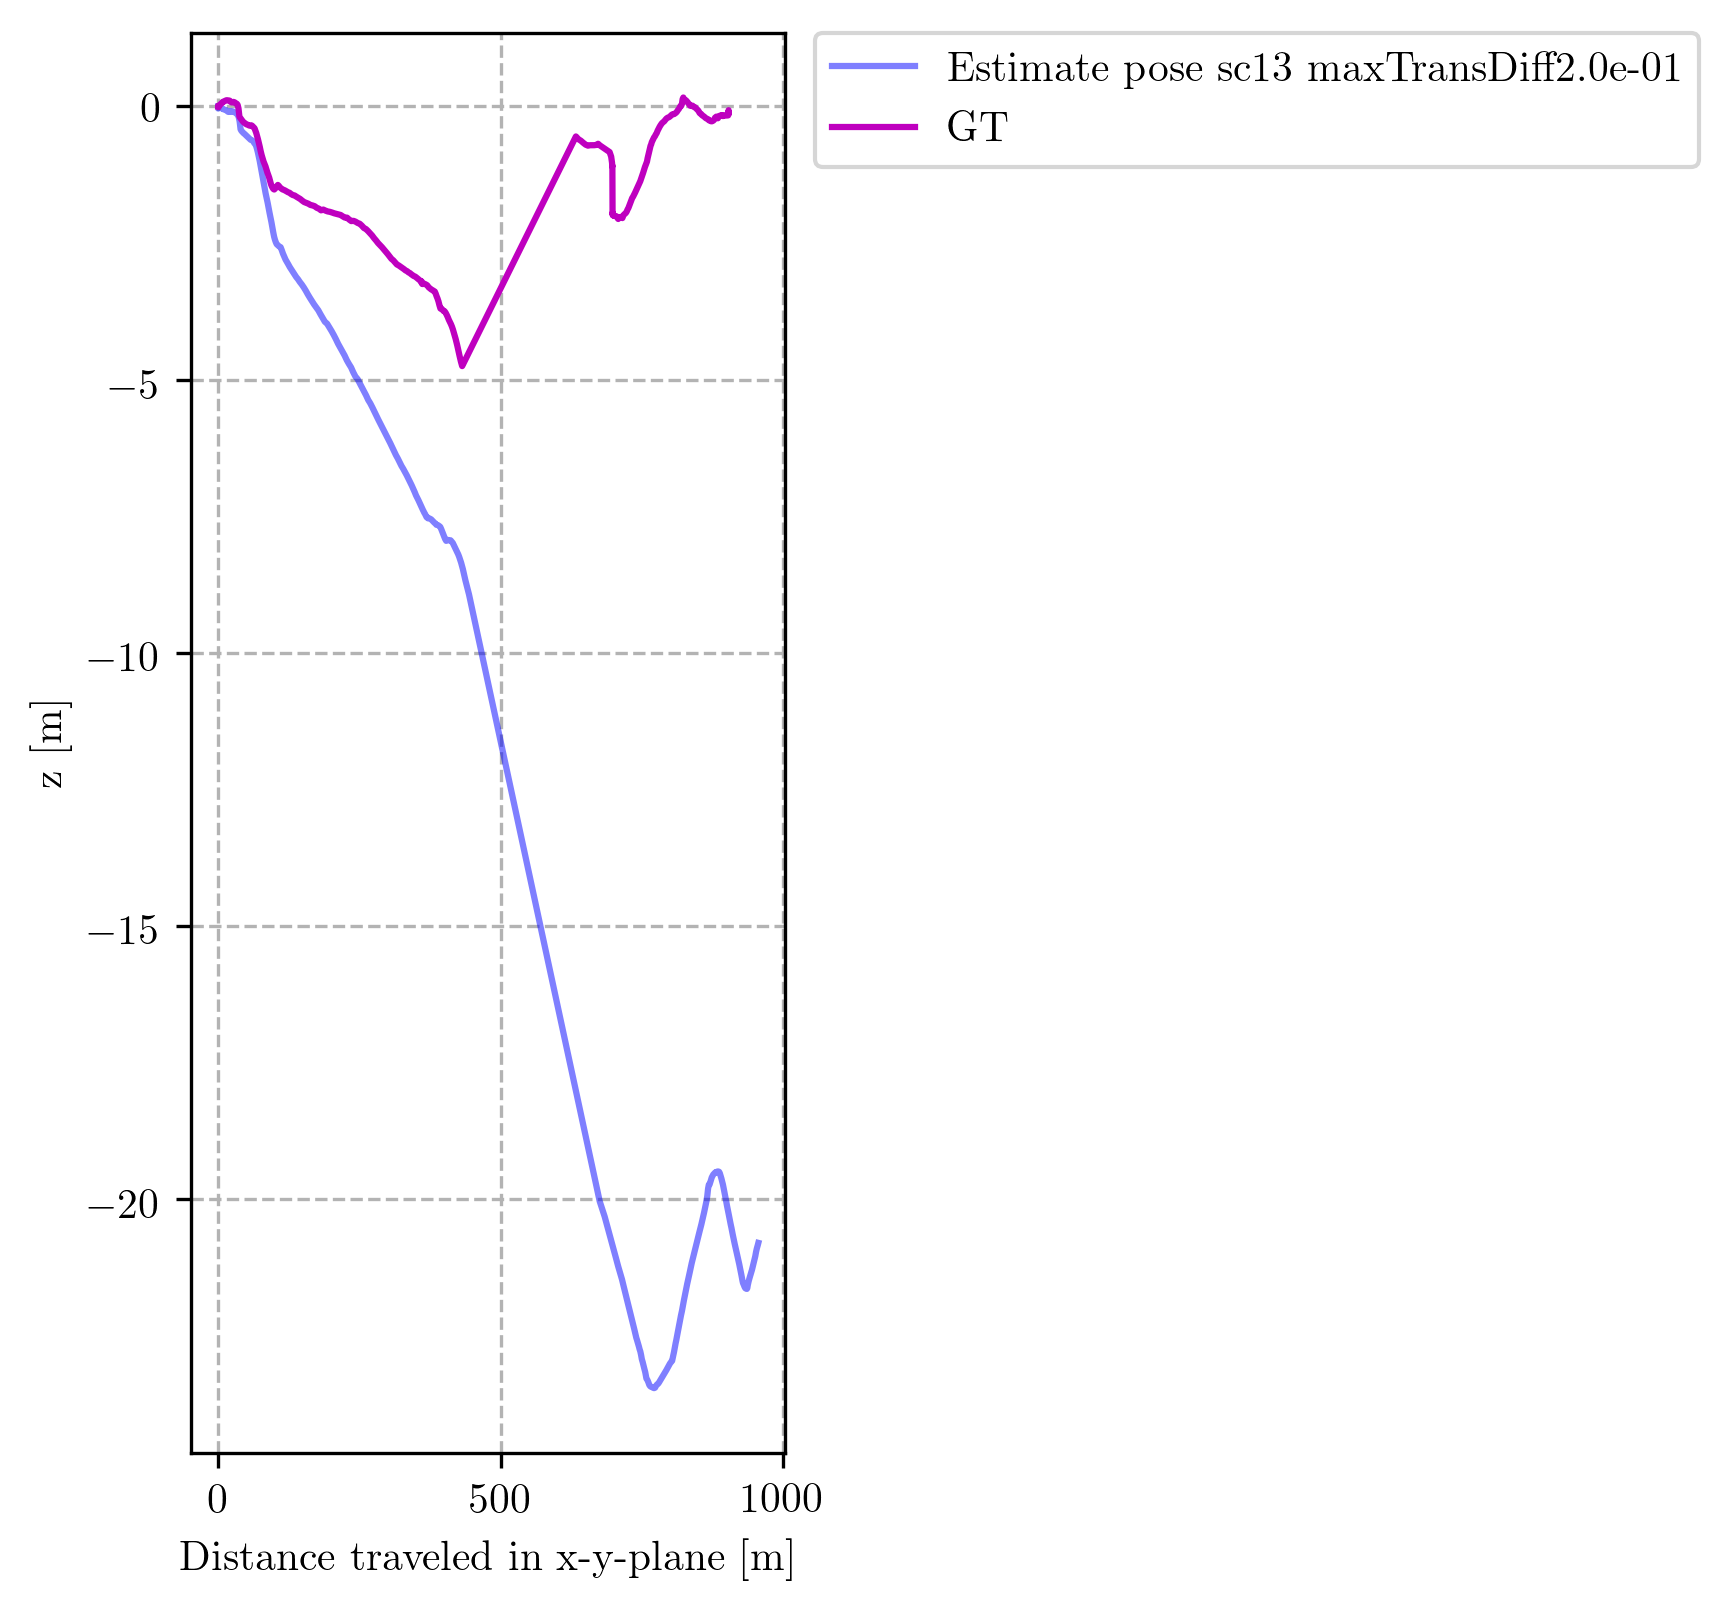 Estimate pose sc13 maxTransDiff2.0e-01
GT
0
−5
−10
−15
−20
z [m]
0 500 1000
Distance traveled in x-y-plane [m]